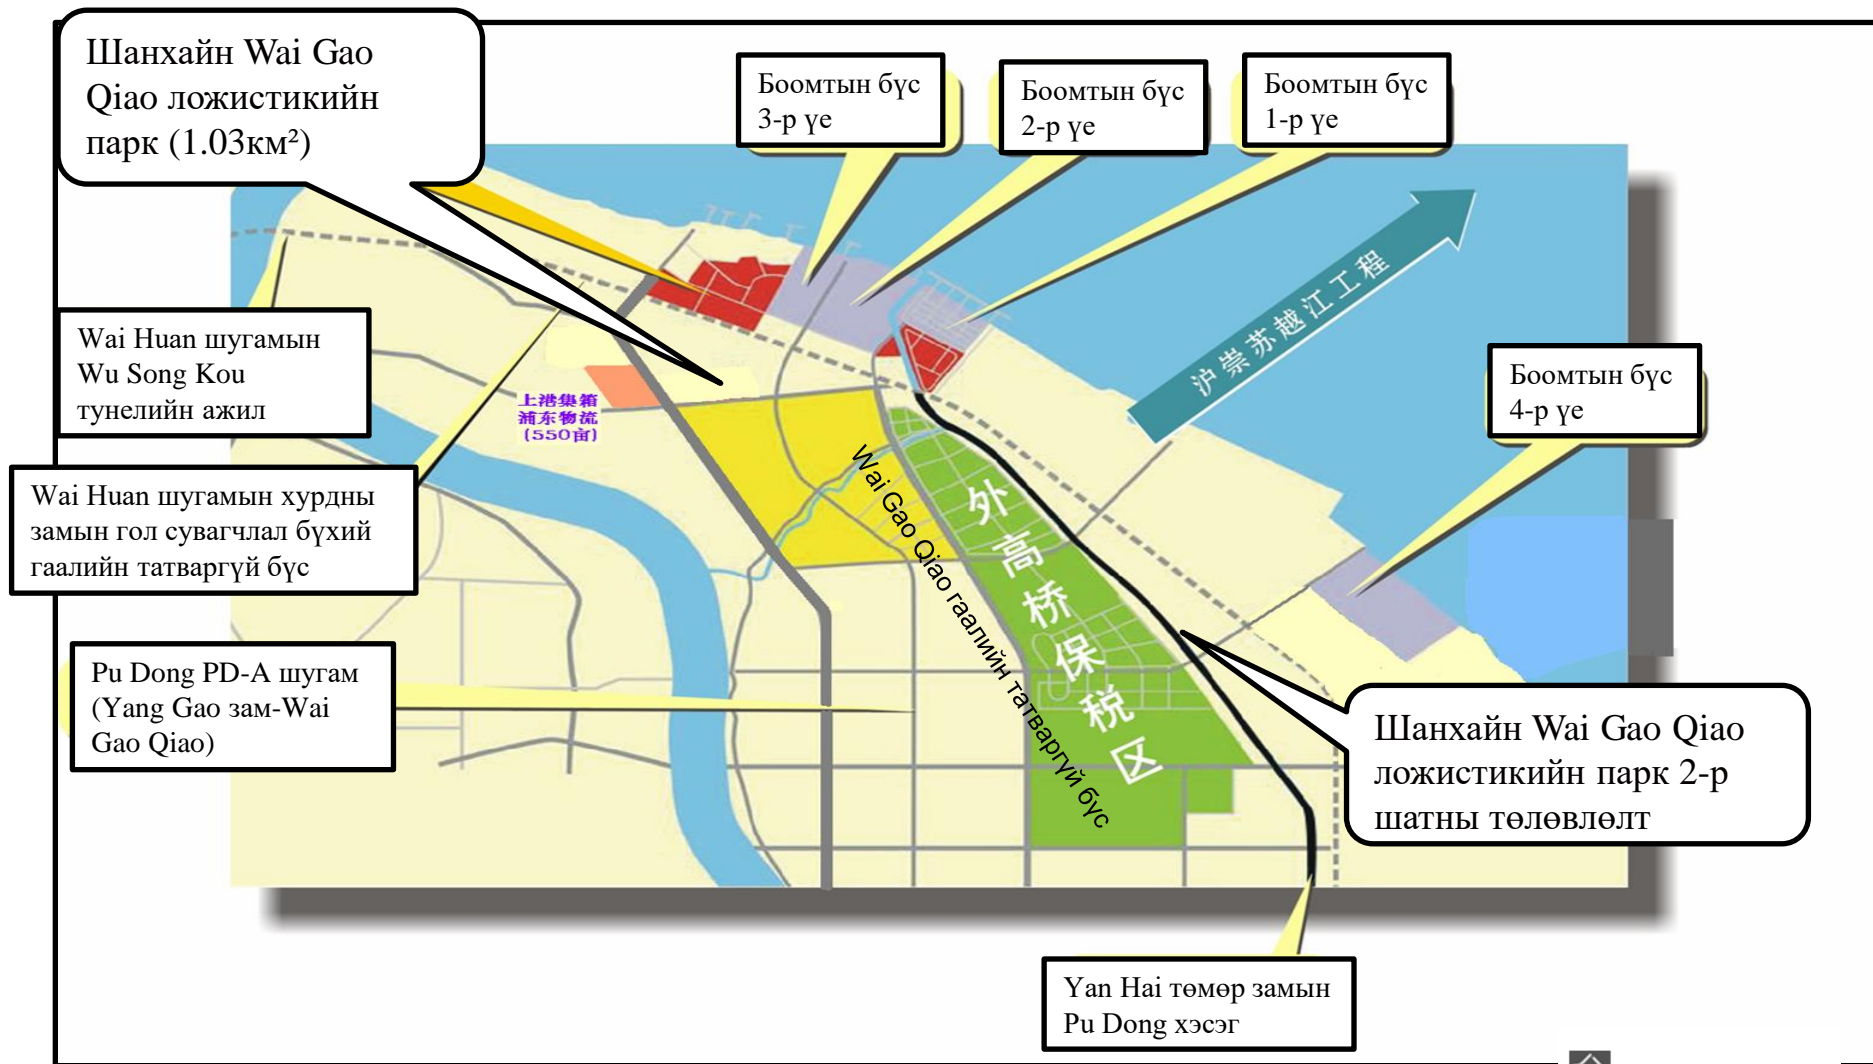 Шанхайн Wai Gao
Qiao ложистикийн
парк (1.03км²)
Боомтын бүс
3-р үе
Боомтын бүс
2-р үе
Боомтын бүс
1-р үе
沪崇苏越江工程
Wai Huan шугамын
Wu Song Kou
тунелийн ажил
Боомтын бүс
4-р үе
上港集箱
浦东物流
(550亩)
Wai Huan шугамын хурдны
замын гол сувагчлал бүхий
гаалийн татваргүй бүс
Wai Gao Qiao гаалийн татваргүй бүс
外高桥保税区
Pu Dong PD-A шугам
(Yang Gao зам-Wai
Gao Qiao)
Шанхайн Wai Gao Qiao
ложистикийн парк 2-р
шатны төлөвлөлт
Yan Hai төмөр замын
Pu Dong хэсэг